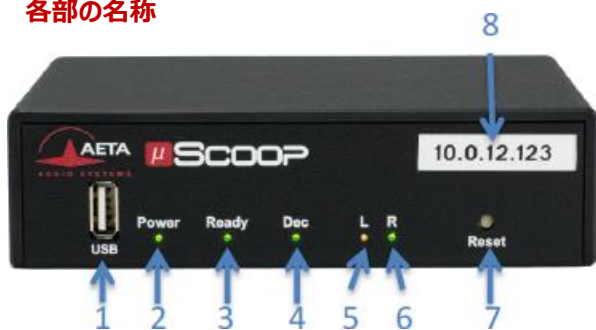 各部の名称
8
AETA
AUDIO SYSTEMS
μScoop
10.0.12.123
Power
Ready
Dec
L
R
USB
Reset
1
2
3
4
5
6
7